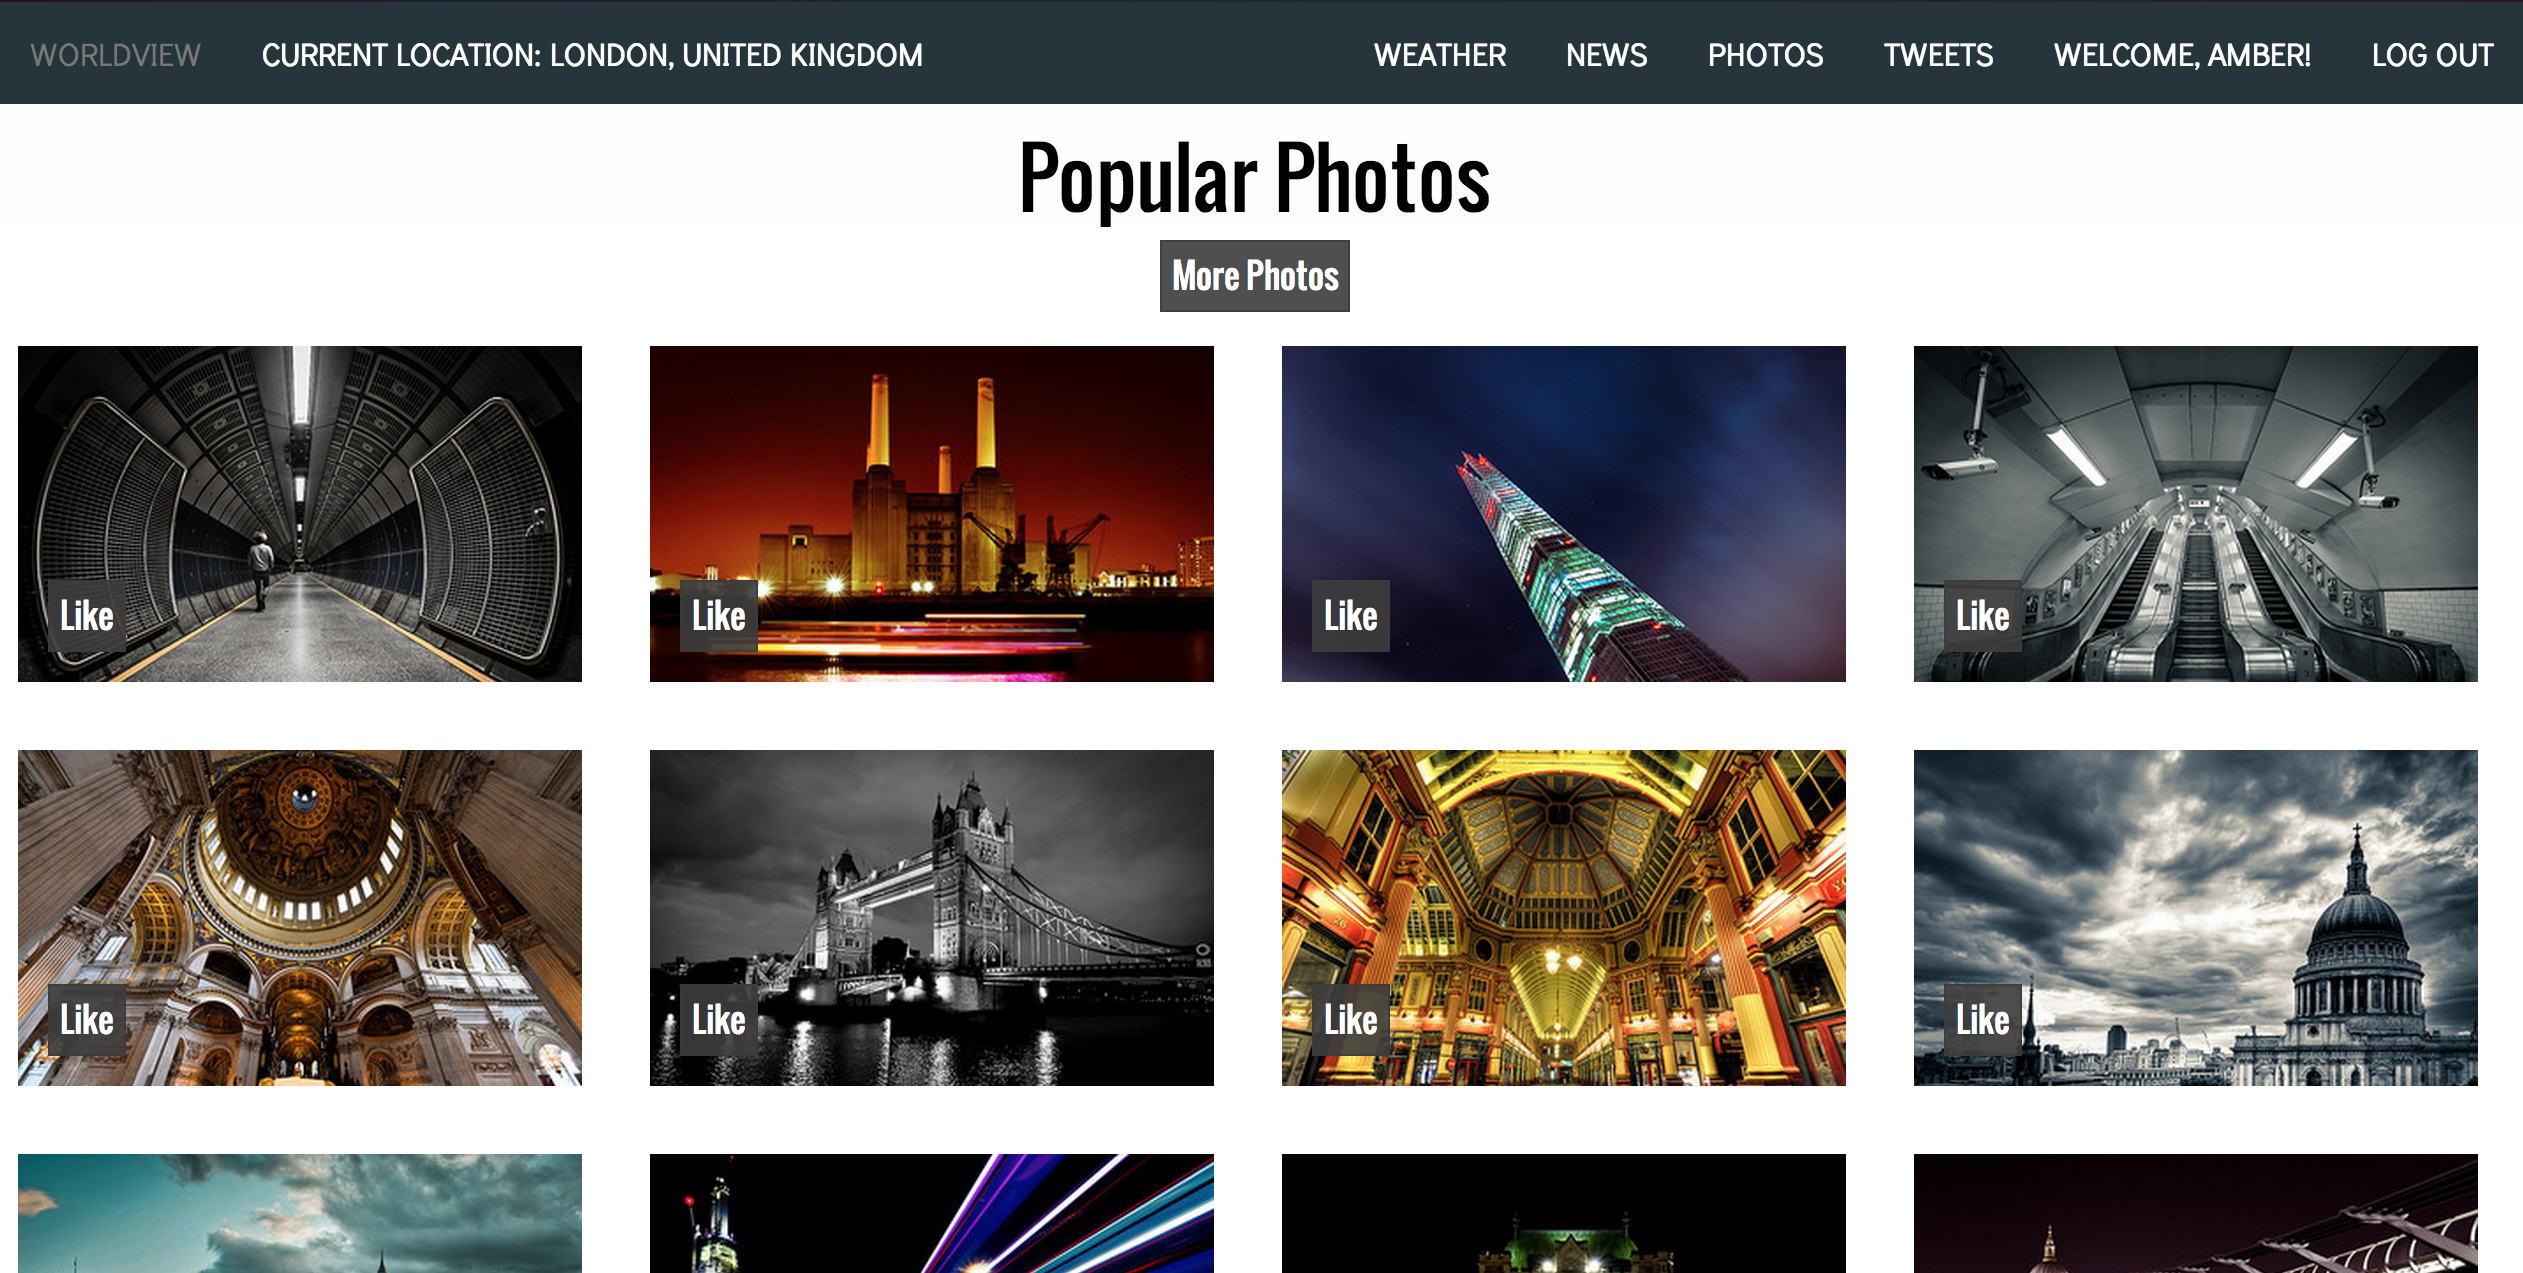 WORLDVIEW CURRENT LOCATION: LONDON, UNITED KINGDOM WEATHER NEWS PHOTOS TWEETS WELCOME, AMBER! LOG OUT
Popular Photos
More Photos
Like Like Like Like
Like Like Like Like